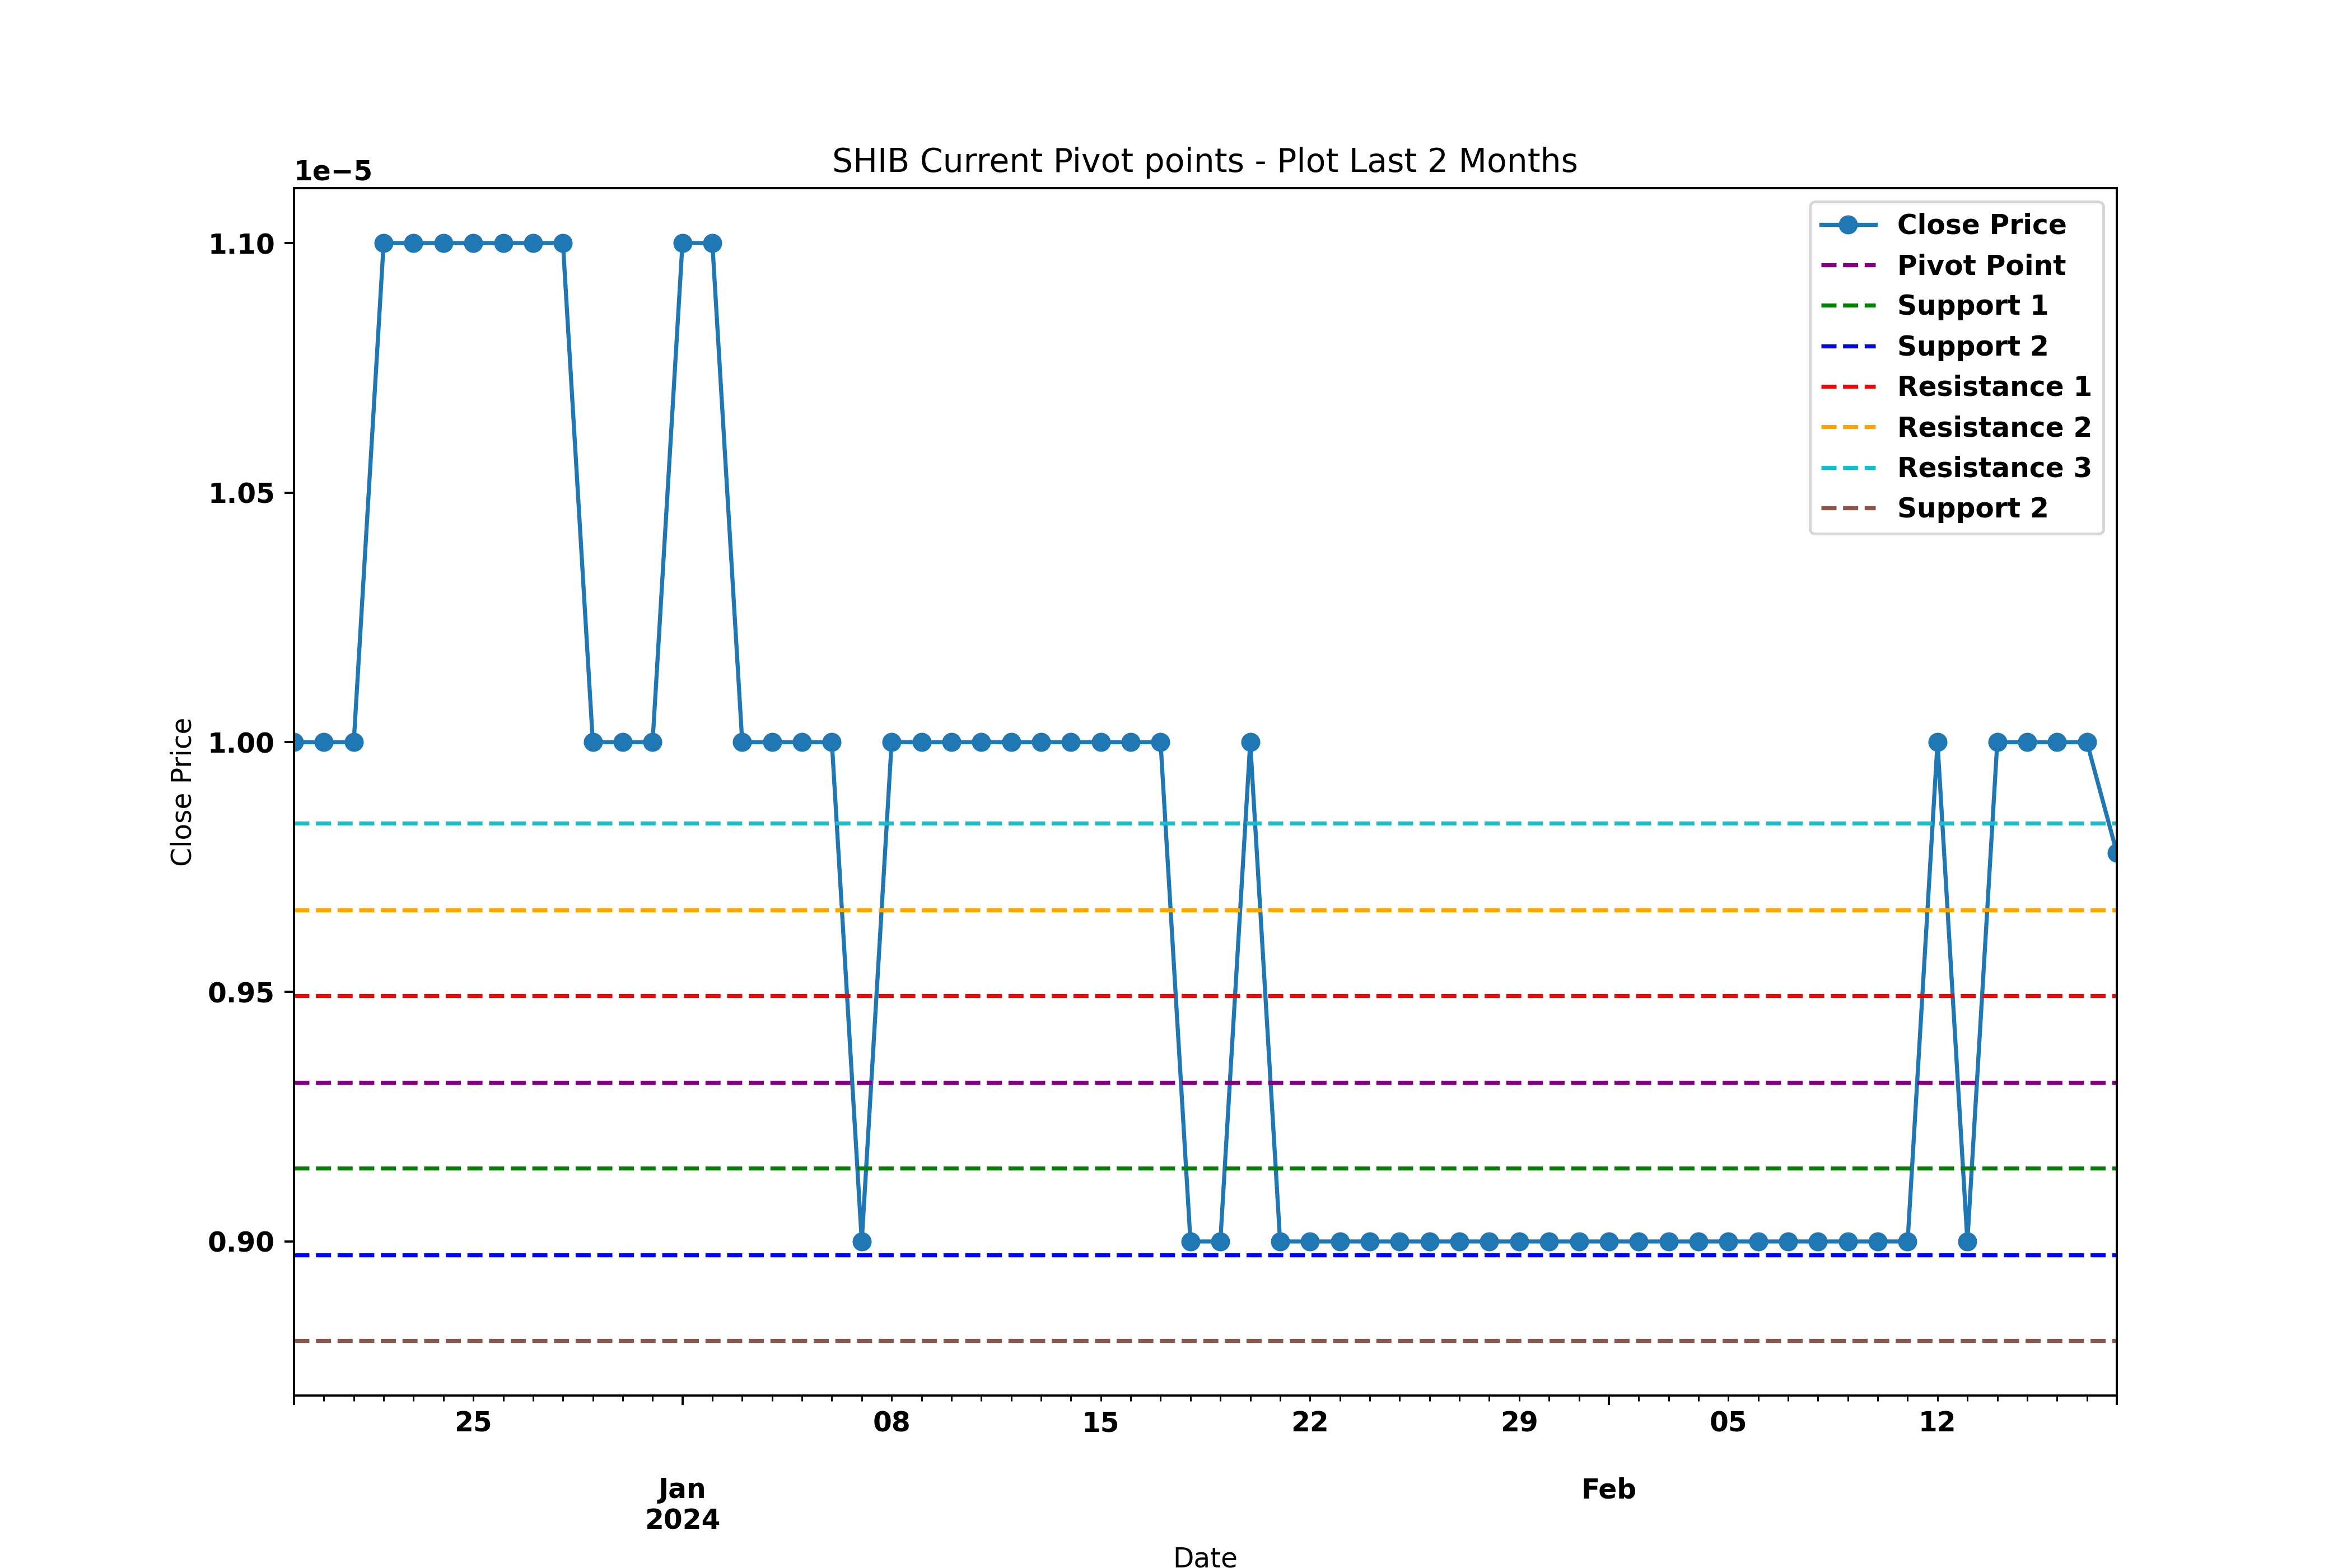 SHIB Current Pivot points - Plot Last 2 Months
1e−5
1.10
1.05
1.00
0.95
0.90
Close Price
Close Price
Pivot Point
Support 1
Support 2
Resistance 1
Resistance 2
Resistance 3
Support 2
25 08 15 22 29 05 12
Jan Feb
2024
Date